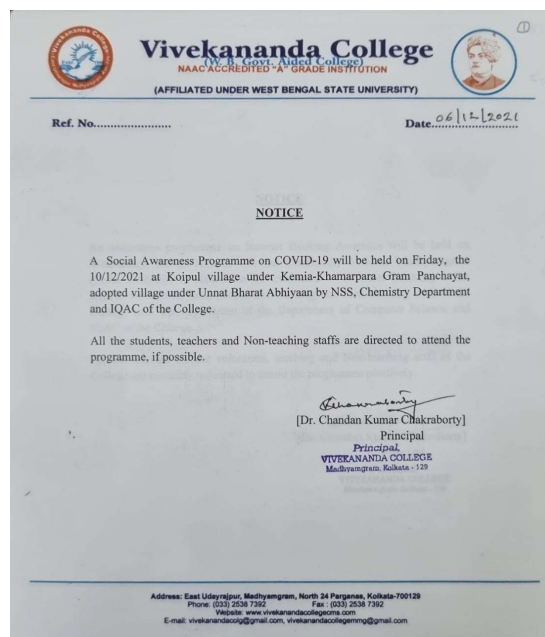 ①
Vivekananda College
(W. B. Govt. Aided College)
NAAC ACCREDITED "A" GRADE INSTITUTION
(AFFILIATED UNDER WEST BENGAL STATE UNIVERSITY)
Ref. No.......................
Date 06/12/2021
NOTICE
A Social Awareness Programme on COVID-19 will be held on Friday, the
10/12/2021 at Koipul village under Kemia-Khamarpara Gram Panchayat,
adopted village under Unnat Bharat Abhiyaan by NSS, Chemistry Department
and IQAC of the College.
All the students, teachers and Non-teaching staffs are directed to attend the
programme, if possible.
[Dr. Chandan Kumar Chakraborty]
Principal
Principal,
VIVEKANANDA COLLEGE
Madhyamgram, Kolkata - 129
Address: East Udayrajpur, Madhyamgram, North 24 Parganas, Kolkata-700129
Phone: (033) 2538 7392 Fax : (033) 2538 7392
Website: www.vivekanandacollegecms.com
E-mail: vivekanandacolg@gmail.com, vivekanandacollegemmg@gmail.com